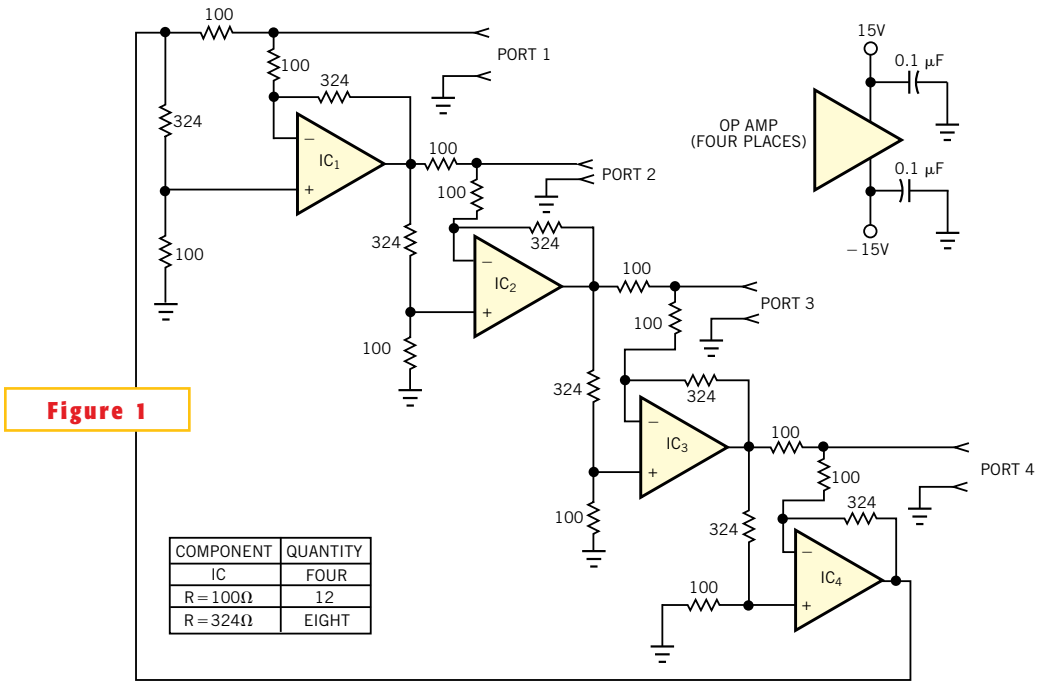 100
PORT 1
100
324
324
IC1
−
+
100
15V
0.1 µF
OP AMP
(FOUR PLACES)
0.1 µF
−15V
100
PORT 2
100
324
324
IC2
−
+
100
100
PORT 3
100
324
324
IC3
−
+
100
Figure 1
100
PORT 4
100
324
324
IC4
−
+
100
COMPONENT QUANTITY
IC FOUR
R=100Ω 12
R=324Ω EIGHT